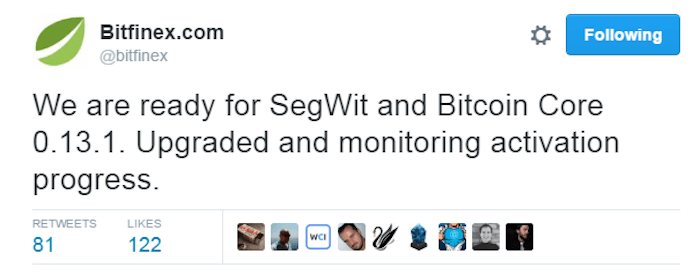 Bitfinex.com
@bitfinex
Following
We are ready for SegWit and Bitcoin Core
0.13.1. Upgraded and monitoring activation
progress.
RETWEETS
LIKES
81
122
WCI